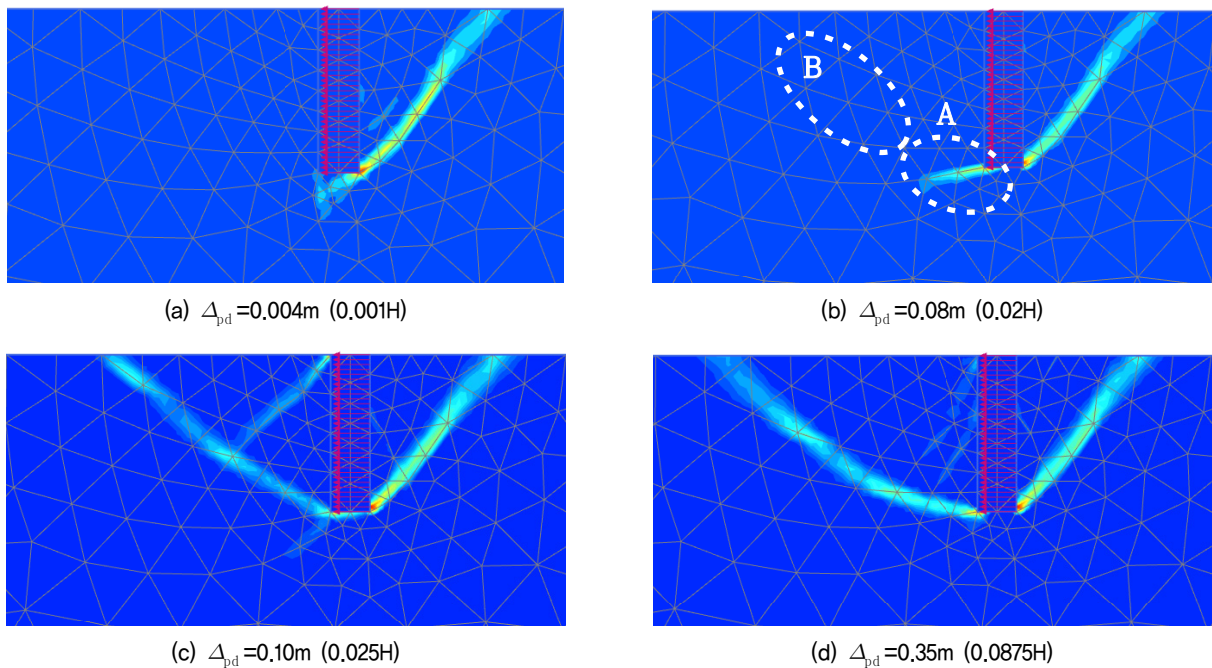 B
A
(a) Δpd=0.004m (0.001H)
(b) Δpd=0.08m (0.02H)
(c) Δpd=0.10m (0.025H)
(d) Δpd=0.35m (0.0875H)